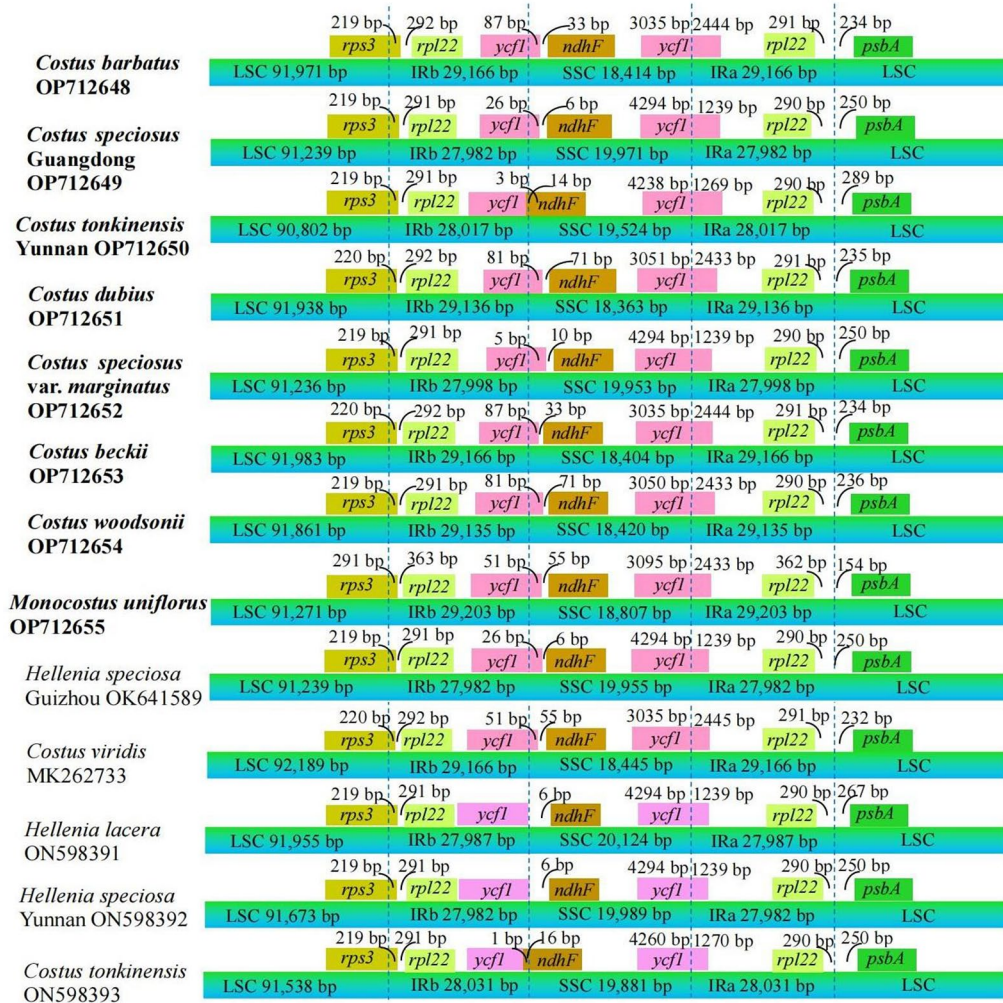 219 bp 292 bp 87 bp 33 bp 3035 bp 2444 bp 291 bp 234 bp
rps3 rpl22 ycf1 ndhF ycf1 rpl22 psbA
Costus barbatus
OP712648
LSC 91,971 bp IRb 29,166 bp SSC 18,414 bp IRa 29,166 bp LSC
219 bp 291 bp 26 bp 6 bp 4294 bp 1239 bp 290 bp 250 bp
rps3 rpl22 ycf1 ndhF ycf1 rpl22 psbA
Costus speciosus
Guangdong
OP712649
LSC 91,239 bp IRb 27,982 bp SSC 19,971 bp IRa 27,982 bp LSC
219 bp 291 bp 3 bp 14 bp 4238 bp 1269 bp 290 bp 289 bp
rps3 rpl22 ycf1 ndhF ycf1 rpl22 psbA
Costus tonkinensis
Yunnan OP712650
LSC 90,802 bp IRb 28,017 bp SSC 19,524 bp IRa 28,017 bp LSC
220 bp 292 bp 81 bp 71 bp 3051 bp 2433 bp 291 bp 235 bp
rps3 rpl22 ycf1 ndhF ycf1 rpl22 psbA
Costus dubius
OP712651
LSC 91,938 bp IRb 29,136 bp SSC 18,363 bp IRa 29,136 bp LSC
219 bp 291 bp 5 bp 10 bp 4294 bp 1239 bp 290 bp 250 bp
rps3 rpl22 ycf1 ndhF ycf1 rpl22 psbA
Costus speciosus
var. marginatus
OP712652
LSC 91,236 bp IRb 27,998 bp SSC 19,953 bp IRa 27,998 bp LSC
220 bp 292 bp 87 bp 33 bp 3035 bp 2444 bp 291 bp 234 bp
rps3 rpl22 ycf1 ndhF ycf1 rpl22 psbA
Costus beckii
OP712653
LSC 91,983 bp IRb 29,166 bp SSC 18,404 bp IRa 29,166 bp LSC
219 bp 291 bp 81 bp 71 bp 3050 bp 2433 bp 290 bp 236 bp
rps3 rpl22 ycf1 ndhF ycf1 rpl22 psbA
Costus woodsonii
OP712654
LSC 91,861 bp IRb 29,135 bp SSC 18,420 bp IRa 29,135 bp LSC
291 bp 363 bp 51 bp 55 bp 3095 bp 2433 bp 362 bp 154 bp
rps3 rpl22 ycf1 ndhF ycf1 rpl22 psbA
Monocostus uniflorus
OP712655
LSC 91,271 bp IRb 29,203 bp SSC 18,807 bp IRa 29,203 bp LSC
219 bp 291 bp 26 bp 6 bp 4294 bp 1239 bp 290 bp 250 bp
rps3 rpl22 ycf1 ndhF ycf1 rpl22 psbA
Hellenia speciosa
Guizhou OK641589
LSC 91,239 bp IRb 27,982 bp SSC 19,955 bp IRa 27,982 bp LSC
220 bp 292 bp 51 bp 55 bp 3035 bp 2445 bp 291 bp 232 bp
rps3 rpl22 ycf1 ndhF ycf1 rpl22 psbA
Costus viridis
MK262733
LSC 92,189 bp IRb 29,166 bp SSC 18,445 bp IRa 29,166 bp LSC
219 bp 291 bp 6 bp 4294 bp 1239 bp 290 bp 267 bp
rps3 rpl22 ycf1 ndhF ycf1 rpl22 psbA
Hellenia lacera
ON598391
LSC 91,955 bp IRb 27,987 bp SSC 20,124 bp IRa 27,987 bp LSC
219 bp 291 bp 6 bp 4294 bp 1239 bp 290 bp 250 bp
rps3 rpl22 ycf1 ndhF ycf1 rpl22 psbA
Hellenia speciosa
Yunnan ON598392
LSC 91,673 bp IRb 27,982 bp SSC 19,989 bp IRa 27,982 bp LSC
219 bp 291 bp 1 bp 16 bp 4260 bp 1270 bp 290 bp 250 bp
rps3 rpl22 ycf1 ndhF ycf1 rpl22 psbA
Costus tonkinensis
ON598393
LSC 91,538 bp IRb 28,031 bp SSC 19,881 bp IRa 28,031 bp LSC